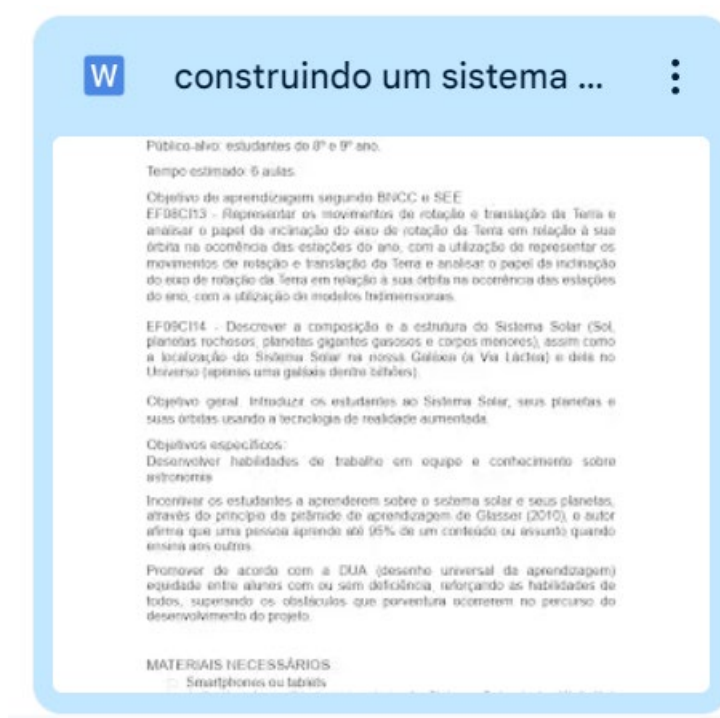 W construindo um sistema ...
Público-alvo: estudantes do 8º e 9º ano.
Tempo estimado: 6 aulas.
Objetivo de aprendizagem segundo BNCC e SEE
EF08CI13 - Representar os movimentos de rotação e translação da Terra e
analisar o papel da inclinação do eixo de rotação da Terra em relação à sua
órbita na ocorrência das estações do ano, com a utilização de representar os
movimentos de rotação e translação da Terra e analisar o papel da inclinação
do eixo de rotação da Terra em relação à sua órbita na ocorrência das estações
do ano, com a utilização de modelos tridimensionais.
EF09CI14 - Descrever a composição e a estrutura do Sistema Solar (Sol,
planetas rochosos, planetas gigantes gasosos e corpos menores), assim como
a localização do Sistema Solar na nossa Galáxia (a Via Láctea) e dela no
Universo (apenas uma galáxia dentre bilhões).
Objetivo geral: Introduzir os estudantes ao Sistema Solar, seus planetas e
suas órbitas usando a tecnologia de realidade aumentada.
Objetivos específicos:
Desenvolver habilidades de trabalho em equipe e conhecimento sobre
astronomia
Incentivar os estudantes a aprenderem sobre o sistema solar e seus planetas,
através do princípio da pirâmide de aprendizagem de Glasser (2010), o autor
afirma que uma pessoa aprende até 95% de um conteúdo ou assunto quando
ensina aos outros.
Promover de acordo com a DUA (desenho universal da aprendizagem)
equidade entre alunos com ou sem deficiência, reforçando as habilidades de
todos, superando os obstáculos que porventura ocorrerem no percurso do
desenvolvimento do projeto.
MATERIAIS NECESSÁRIOS
Smartphones ou tablets